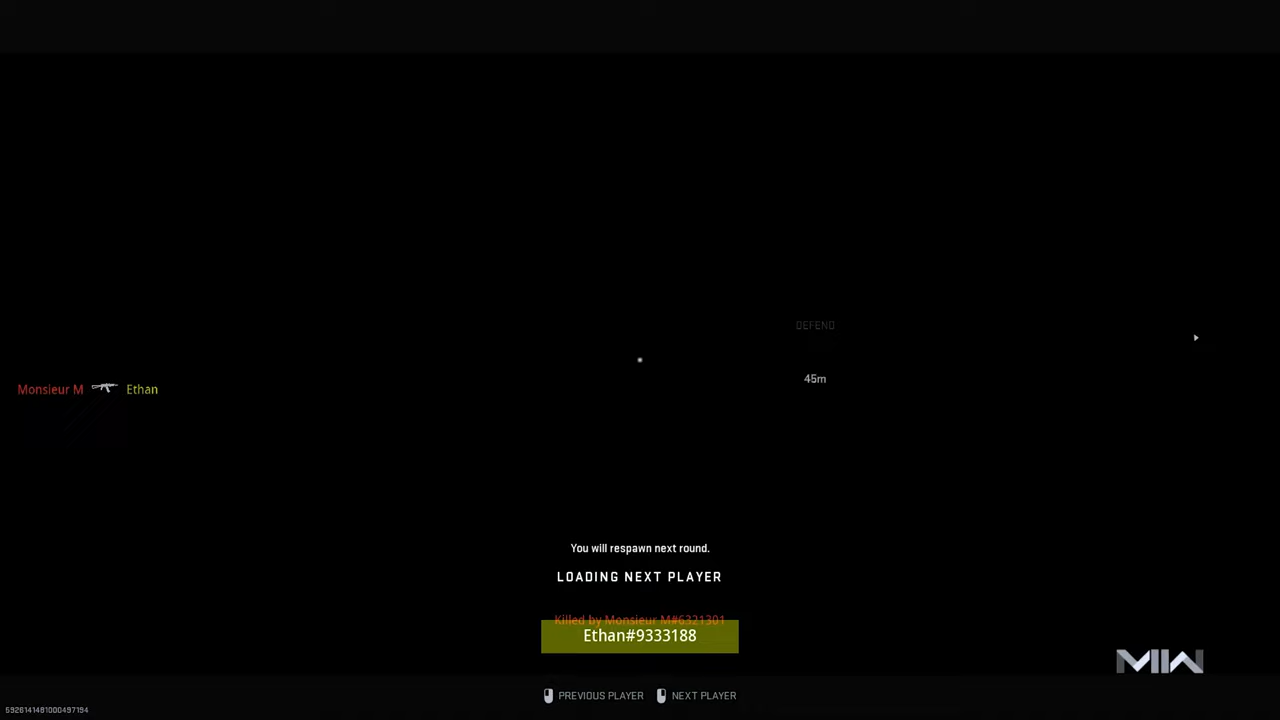 DEFEND
45m
Monsieur M Ethan
You will respawn next round.
LOADING NEXT PLAYER
Killed by Monsieur M#6321301
Ethan#9333188
MW
PREVIOUS PLAYER NEXT PLAYER
5926141481000497194